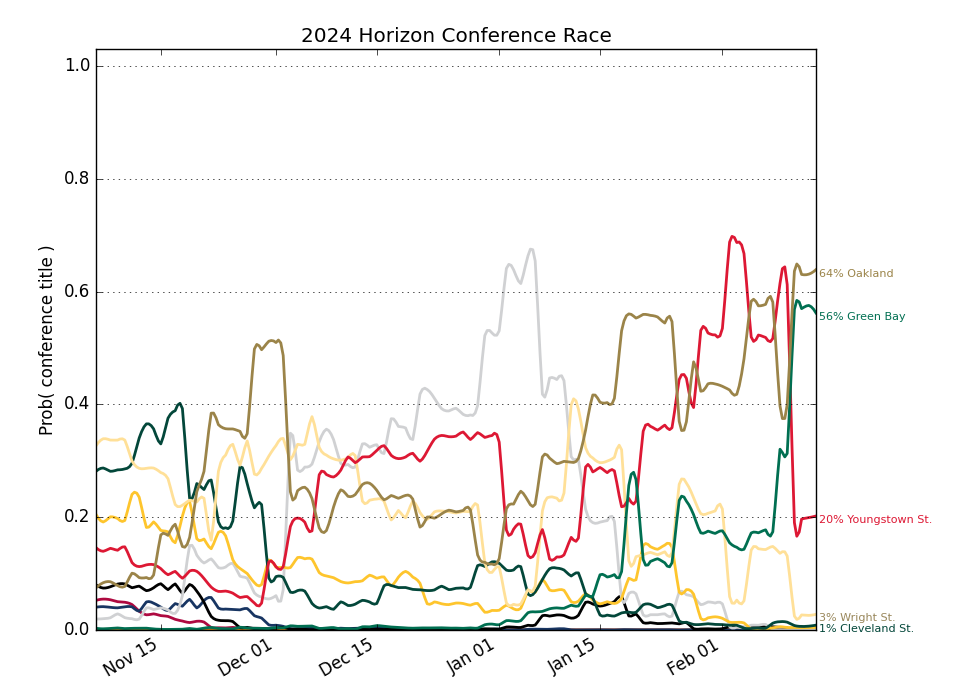 2024 Horizon Conference Race
Prob( conference title )
1.0
0.8
0.6
0.4
0.2
0.0
Nov 15
Dec 01
Dec 15
Jan 01
Jan 15
Feb 01
64% Oakland
56% Green Bay
20% Youngstown St.
3% Wright St.
1% Cleveland St.